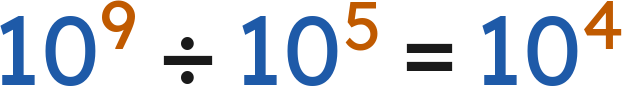 10⁹ ÷ 10⁵ = 10⁴